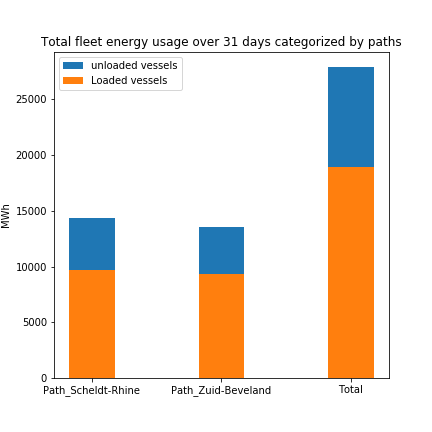 Total fleet energy usage over 31 days categorized by paths
unloaded vessels
Loaded vessels
MWh
25000
20000
15000
10000
5000
0
Path_Scheldt-Rhine
Path_Zuid-Beveland
Total